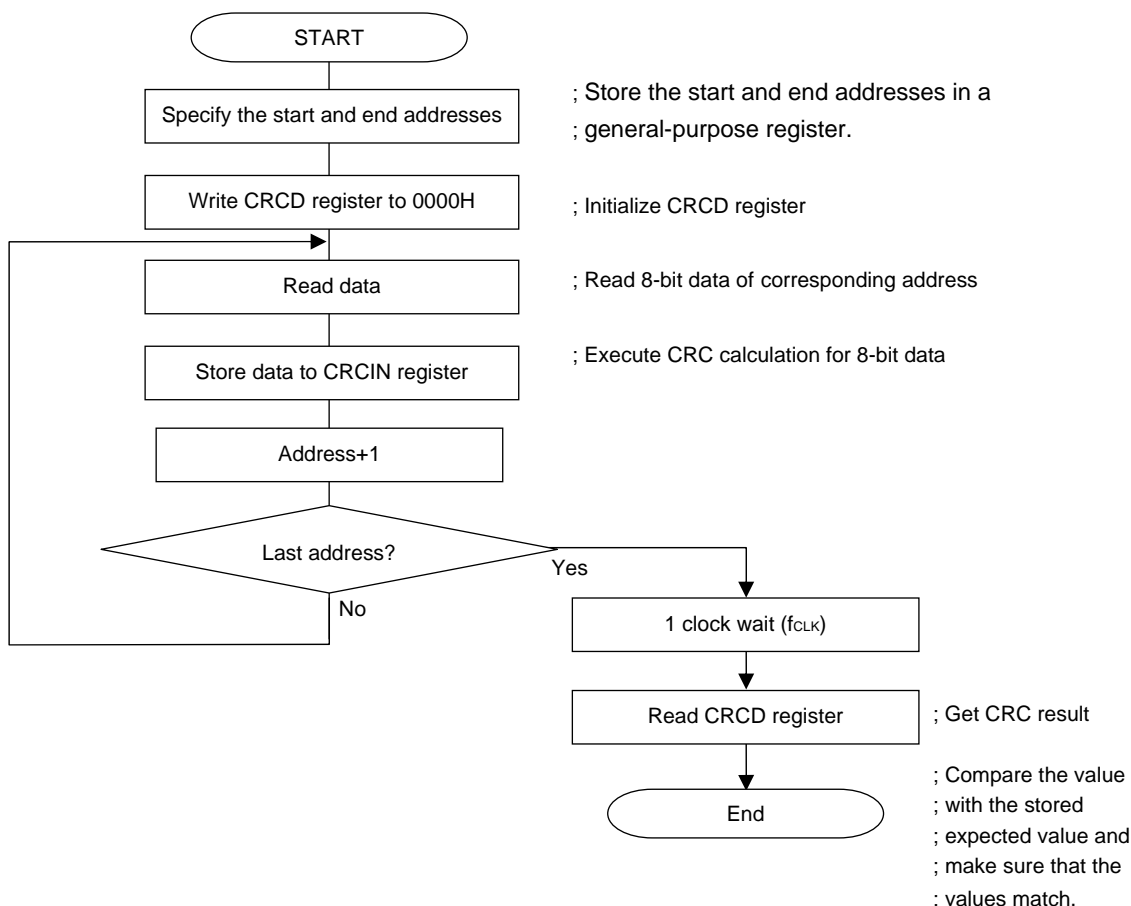 START
Specify the start and end addresses
; Store the start and end addresses in a
; general-purpose register.
Write CRCD register to 0000H
; Initialize CRCD register
Read data
; Read 8-bit data of corresponding address
Store data to CRCIN register
; Execute CRC calculation for 8-bit data
Address+1
Last address?
Yes
No
1 clock wait (fCLK)
Read CRCD register
; Get CRC result
End
; Compare the value
; with the stored
; expected value and
; make sure that the
; values match.